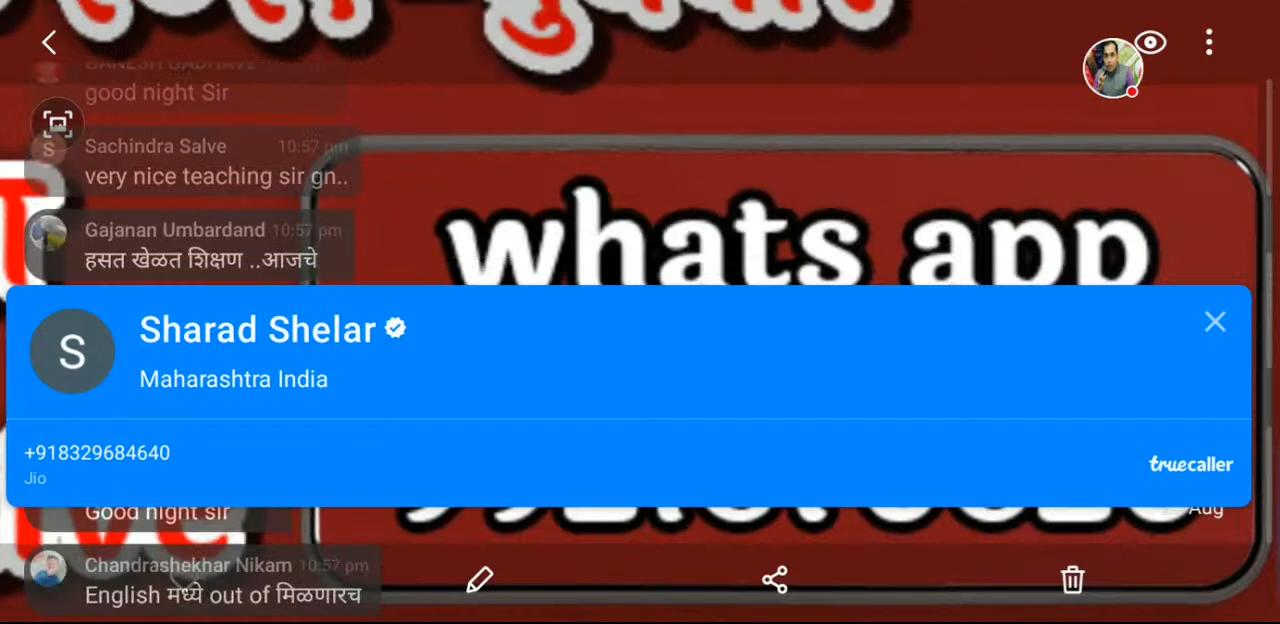 good night Sir
Sachindra Salve 10:57 pm
very nice teaching sir gn..
Gajanan Umbardand 10:57 pm
हसत खेळत शिक्षण ..आजचे
whats app
S
Sharad Shelar
Maharashtra India
+918329684640
Jio
truecaller
Good night sir
Aug
Chandrashekhar Nikam 10:57 pm
English मध्ये out of मिळणारच